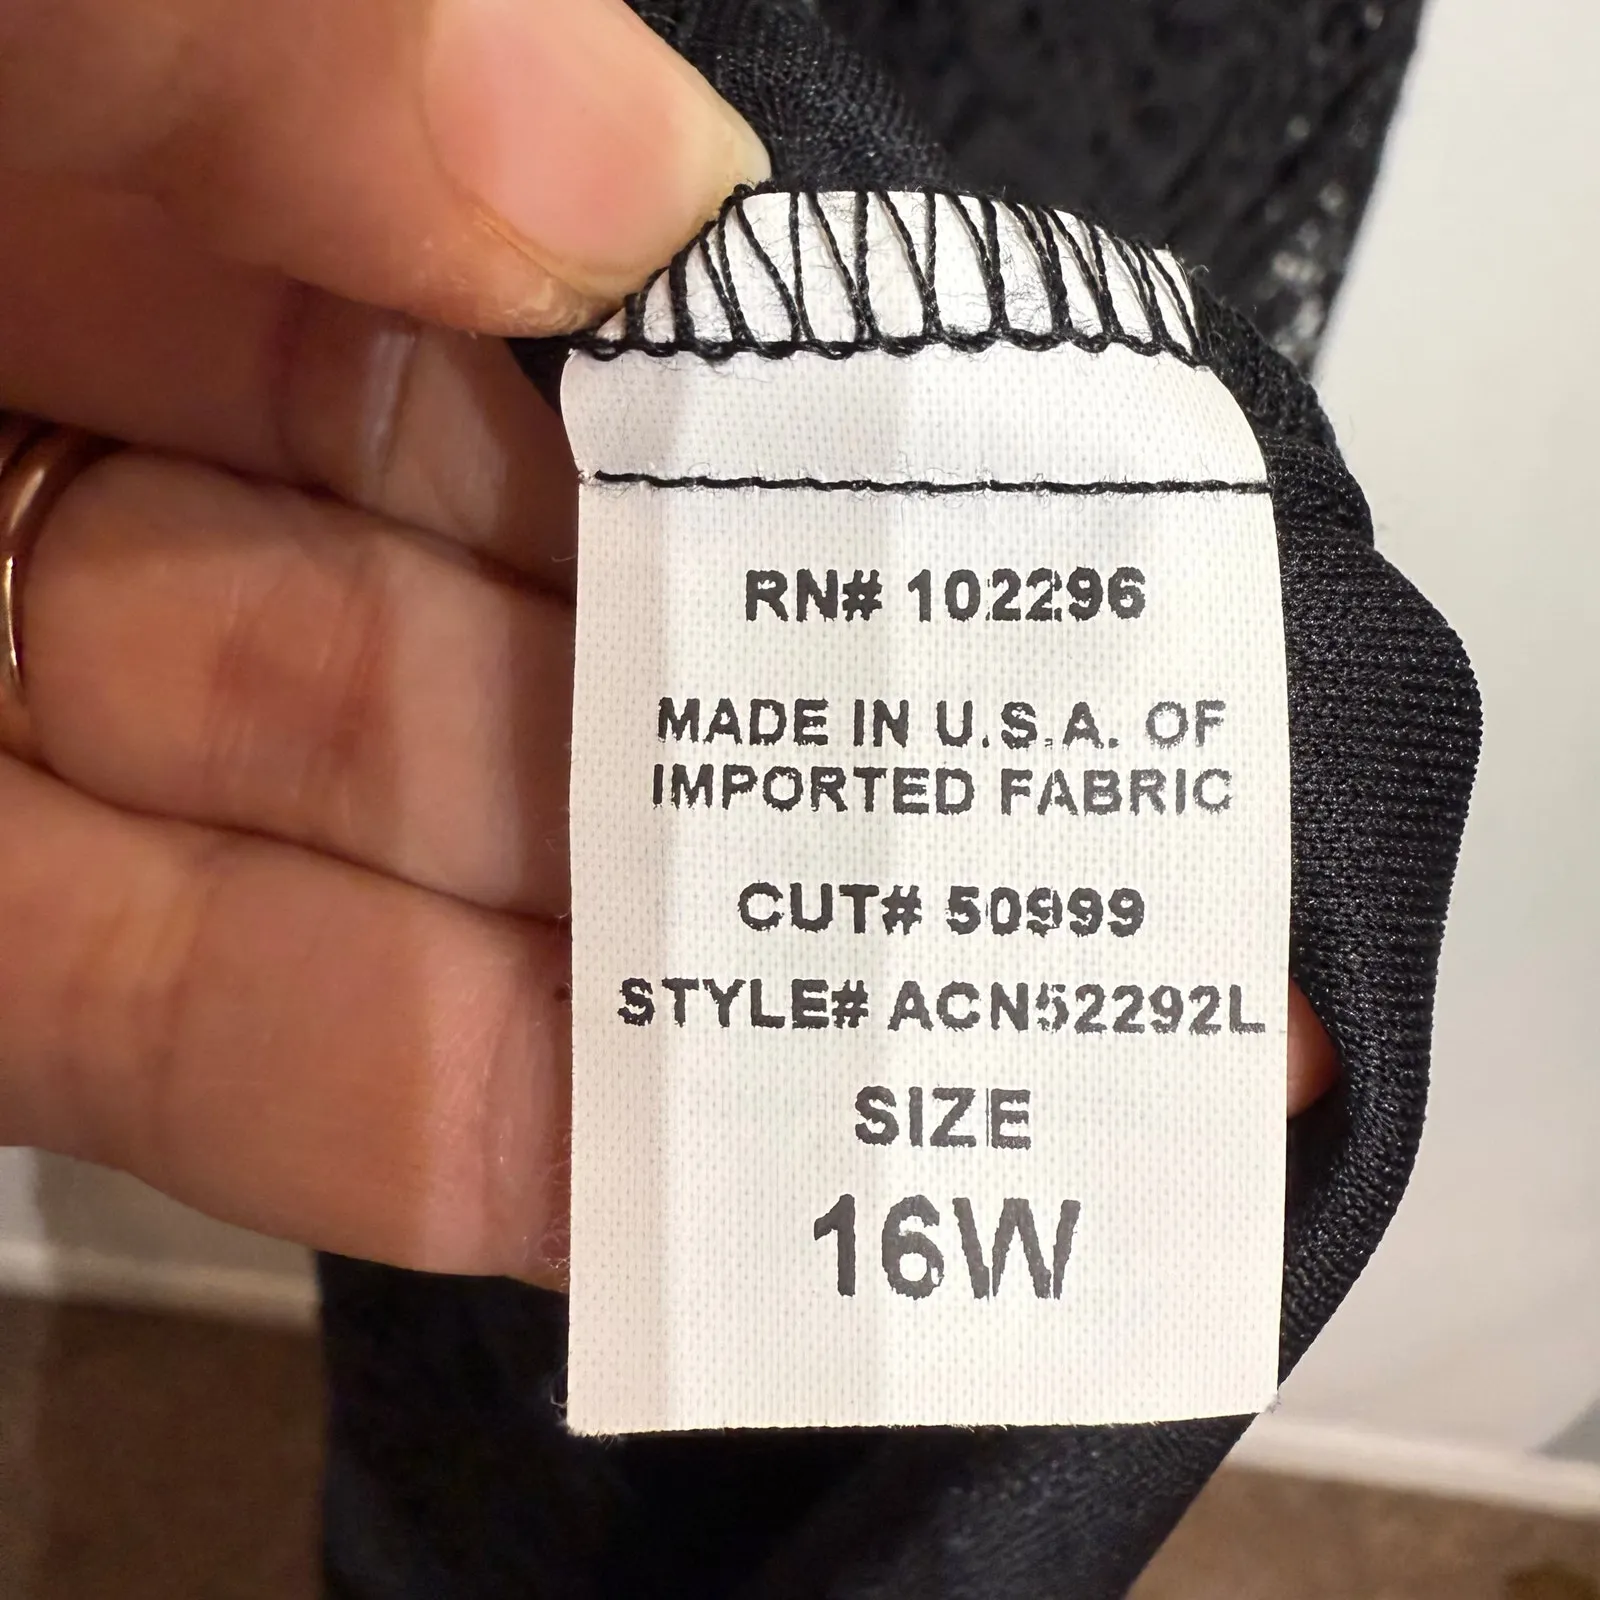 RN# 102296
MADE IN U.S.A. OF
IMPORTED FABRIC
CUT# 50999
STYLE# ACN52292L
SIZE
16W